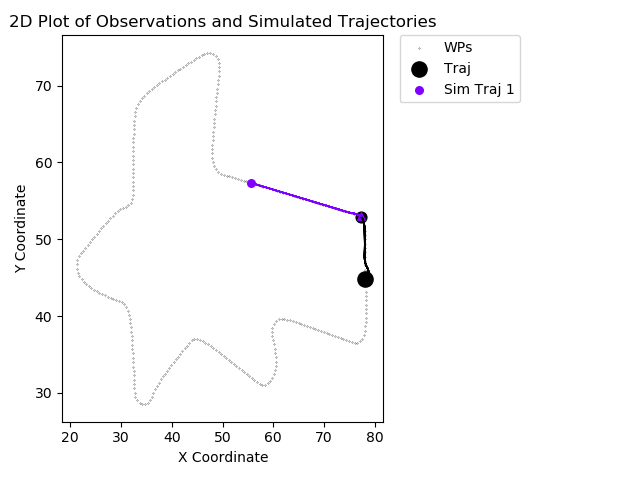 2D Plot of Observations and Simulated Trajectories
WPs
Traj
Sim Traj 1
70
60
50
40
30
Y Coordinate
20 30 40 50 60 70 80
X Coordinate